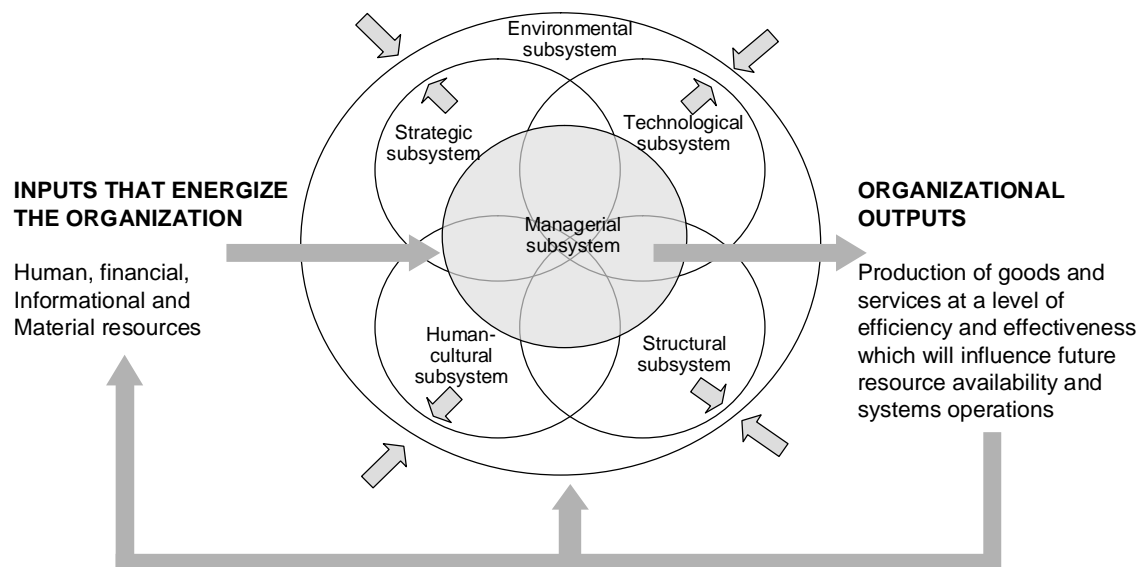 Environmental
subsystem
Strategic
subsystem
Technological
subsystem
INPUTS THAT ENERGIZE
THE ORGANIZATION
Human, financial,
Informational and
Material resources
Managerial
subsystem
ORGANIZATIONAL
OUTPUTS
Production of goods and
services at a level of
efficiency and effectiveness
which will influence future
resource availability and
systems operations
Human-
cultural
subsystem
Structural
subsystem